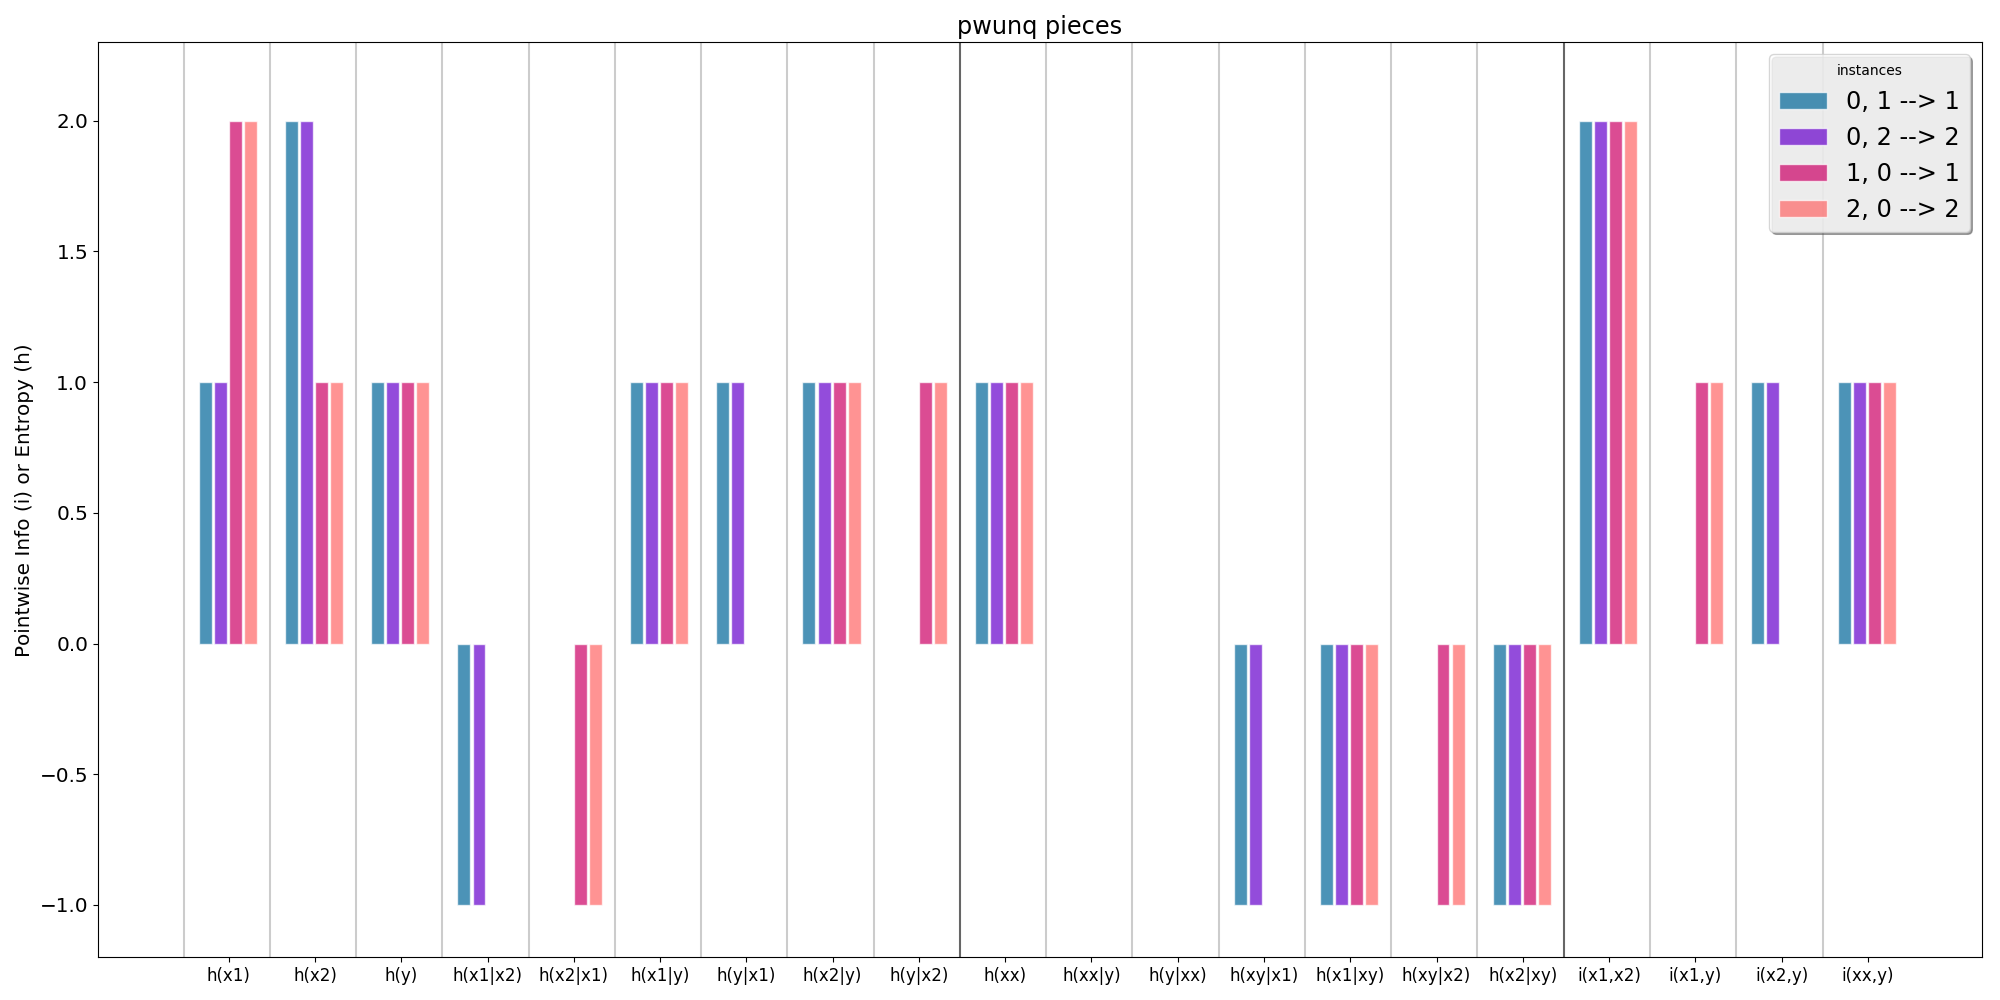 pwunq pieces
instances
0, 1 --> 1
0, 2 --> 2
1, 0 --> 1
2, 0 --> 2
Pointwise Info (i) or Entropy (h)
2.0
1.5
1.0
0.5
0.0
−0.5
−1.0
h(x1) h(x2) h(y) h(x1|x2) h(x2|x1) h(x1|y) h(y|x1) h(x2|y) h(y|x2) h(xx) h(xx|y) h(y|xx) h(xy|x1) h(x1|xy) h(xy|x2) h(x2|xy) i(x1,x2) i(x1,y) i(x2,y) i(xx,y)